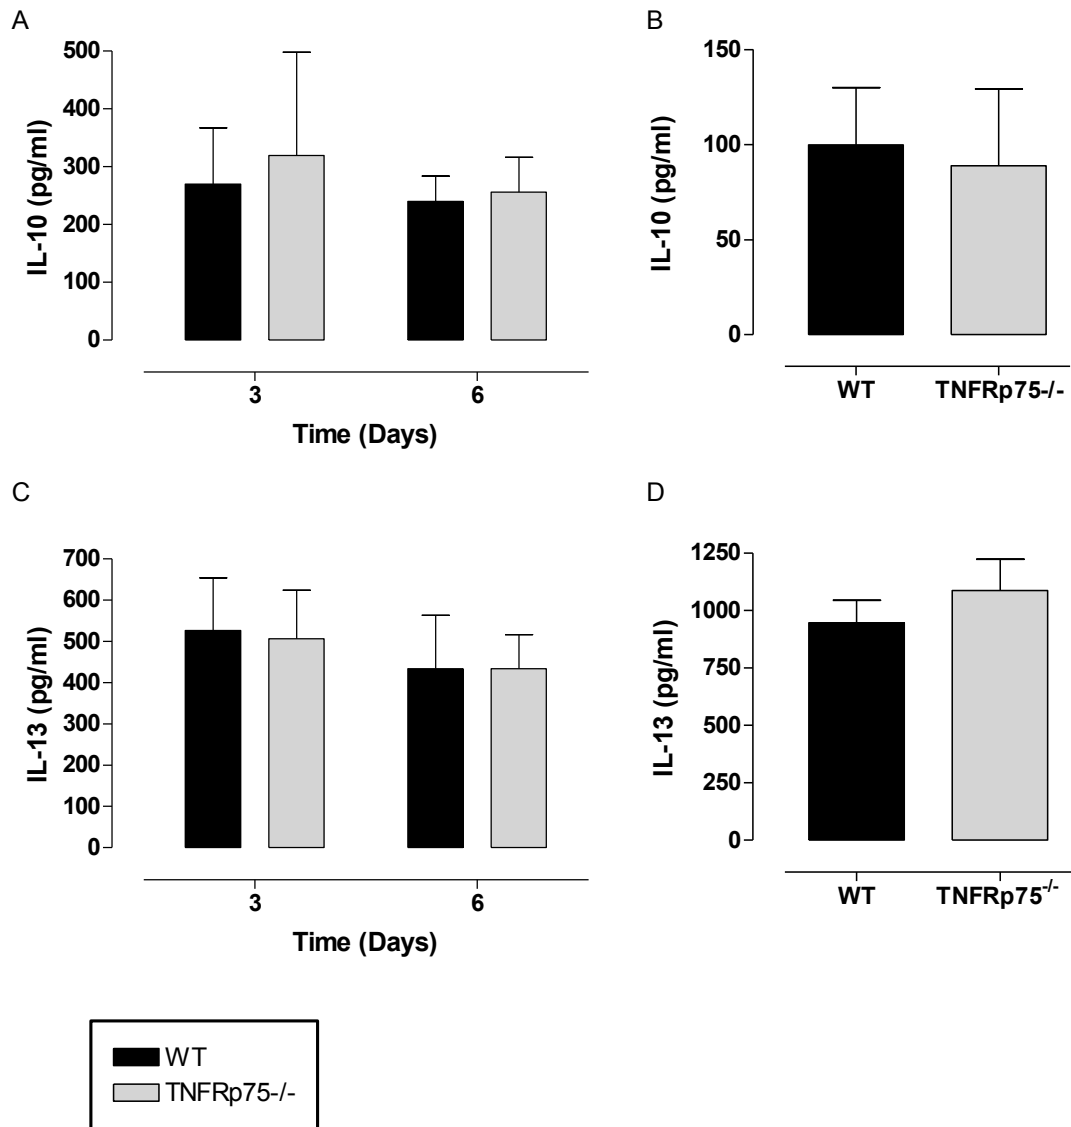 A
IL-10 (pg/ml)
500
400
300
200
100
0
3
6
Time (Days)
B
IL-10 (pg/ml)
150
100
50
0
WT
TNFRp75-/-
C
IL-13 (pg/ml)
700
600
500
400
300
200
100
0
3
6
Time (Days)
D
IL-13 (pg/ml)
1250
1000
750
500
250
0
WT
TNFRp75-/-
WT
TNFRp75-/-